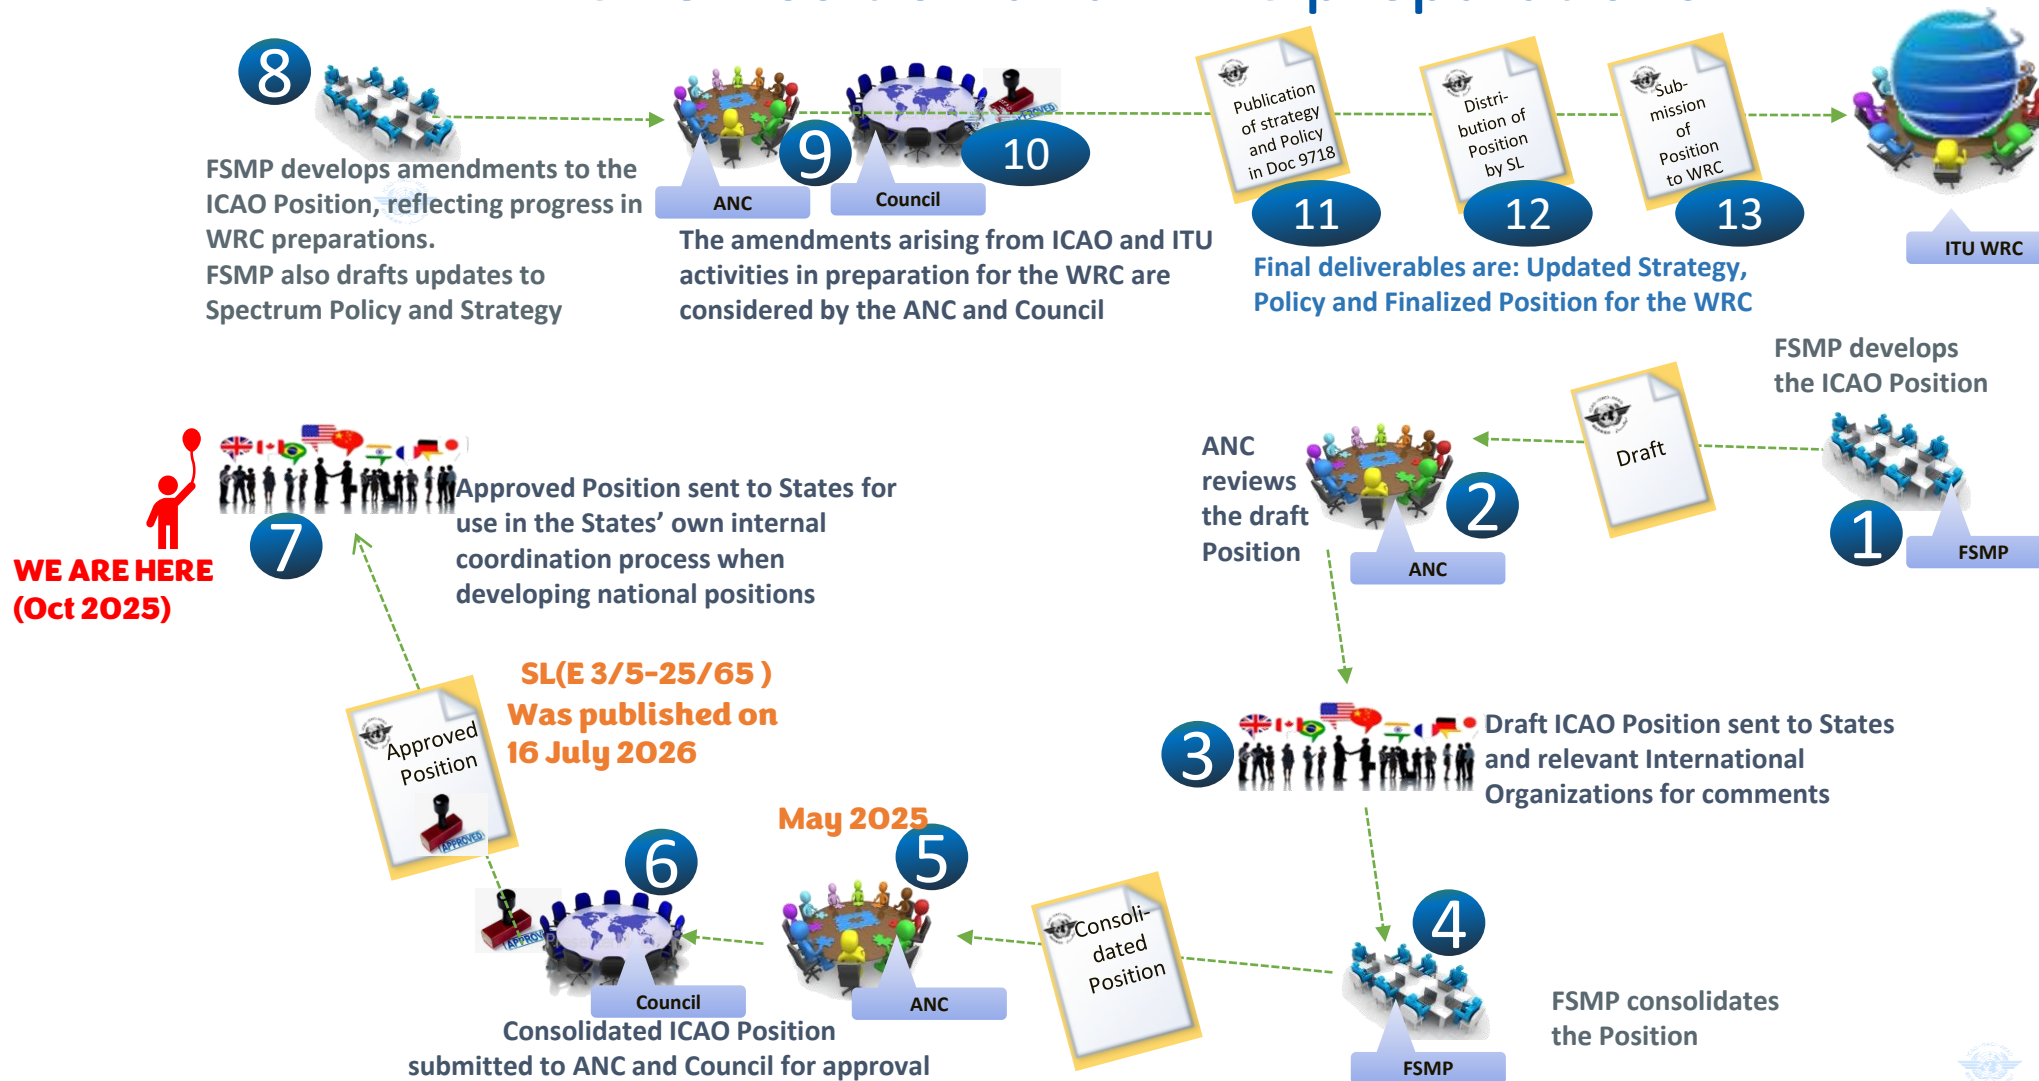 8
FSMP develops amendments to the
ICAO Position, reflecting progress in
WRC preparations.
FSMP also drafts updates to
Spectrum Policy and Strategy
ANC
9
Council
APPROVED
10
The amendments arising from ICAO and ITU
activities in preparation for the WRC are
considered by the ANC and Council
Publication
of strategy
and Policy
in Doc 9718
11
Distri-
bution of
Position
by SL
12
Sub-
mission
of
Position
to WRC
13
Final deliverables are: Updated Strategy,
Policy and Finalized Position for the WRC
ITU WRC
FSMP develops
the ICAO Position
1
FSMP
Draft
ANC
reviews
the draft
Position
2
ANC
3
Draft ICAO Position sent to States
and relevant International
Organizations for comments
4
FSMP
FSMP consolidates
the Position
Consoli-
dated
Position
May 2025
5
ANC
6
Council
Consolidated ICAO Position
submitted to ANC and Council for approval
Approved
Position
APPROVED
SL(E 3/5-25/65 )
Was published on
16 July 2026
7
Approved Position sent to States for
use in the States’ own internal
coordination process when
developing national positions
WE ARE HERE
(Oct 2025)